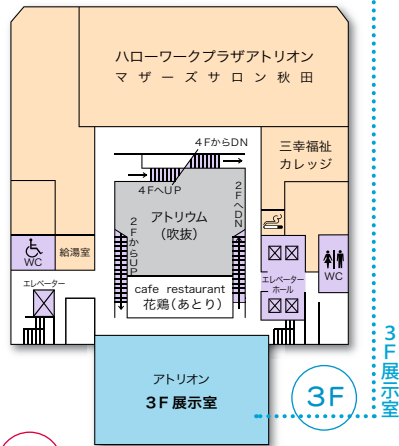 ハローワークプラザアトリオン
マザーズサロン秋田
4FからDN
4FへUP
三幸福祉
カレッジ
アトリウム
(吹抜)
2FからUP
2FへDN
WC
給湯室
エレベーター
cafe restaurant
花鶏(あとり)
エレベーター
ホール
WC
アトリオン
3F展示室
3F
3F展示室